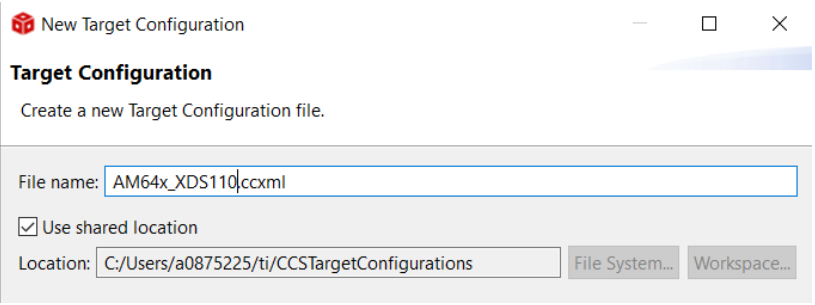 New Target Configuration
Target Configuration
Create a new Target Configuration file.
File name: AM64x_XDS110.ccxml
Use shared location
Location: C:/Users/a0875225/ti/CCSTargetConfigurations File System... Workspace...